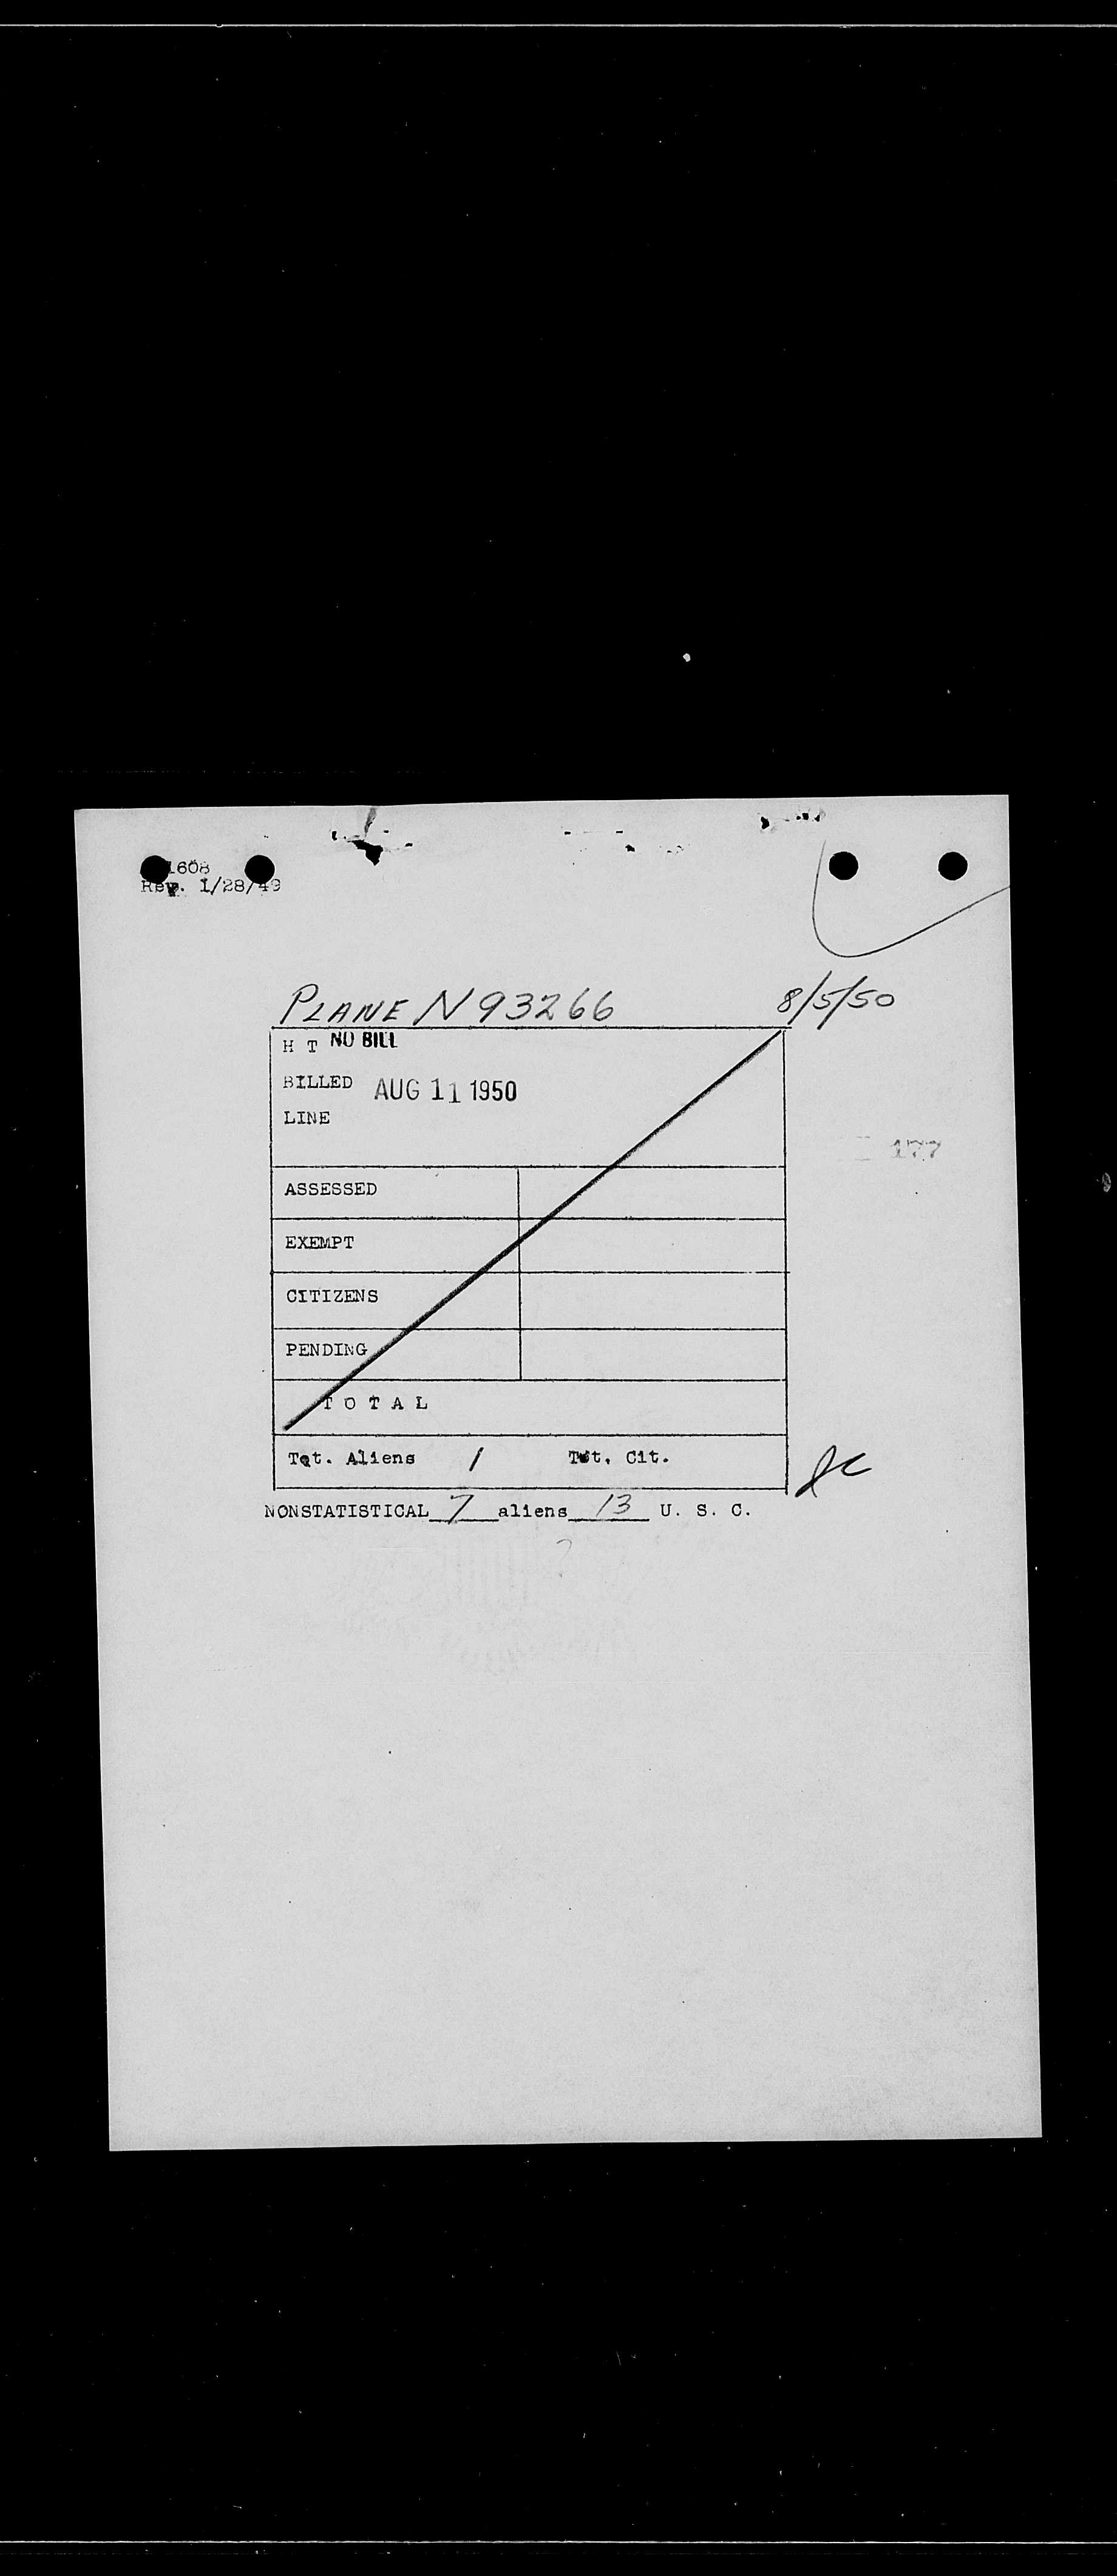 1608
Rev. 1/28/49
PLANE N93266 8/5/50
H T NO BILL
BILLED AUG 11 1950
LINE
177
ASSESSED
EXEMPT
CITIZENS
PENDING
T O T A L
Tot. Aliens 1 Tot. Cit.
NONSTATISTICAL 7 aliens 13 U. S. C.